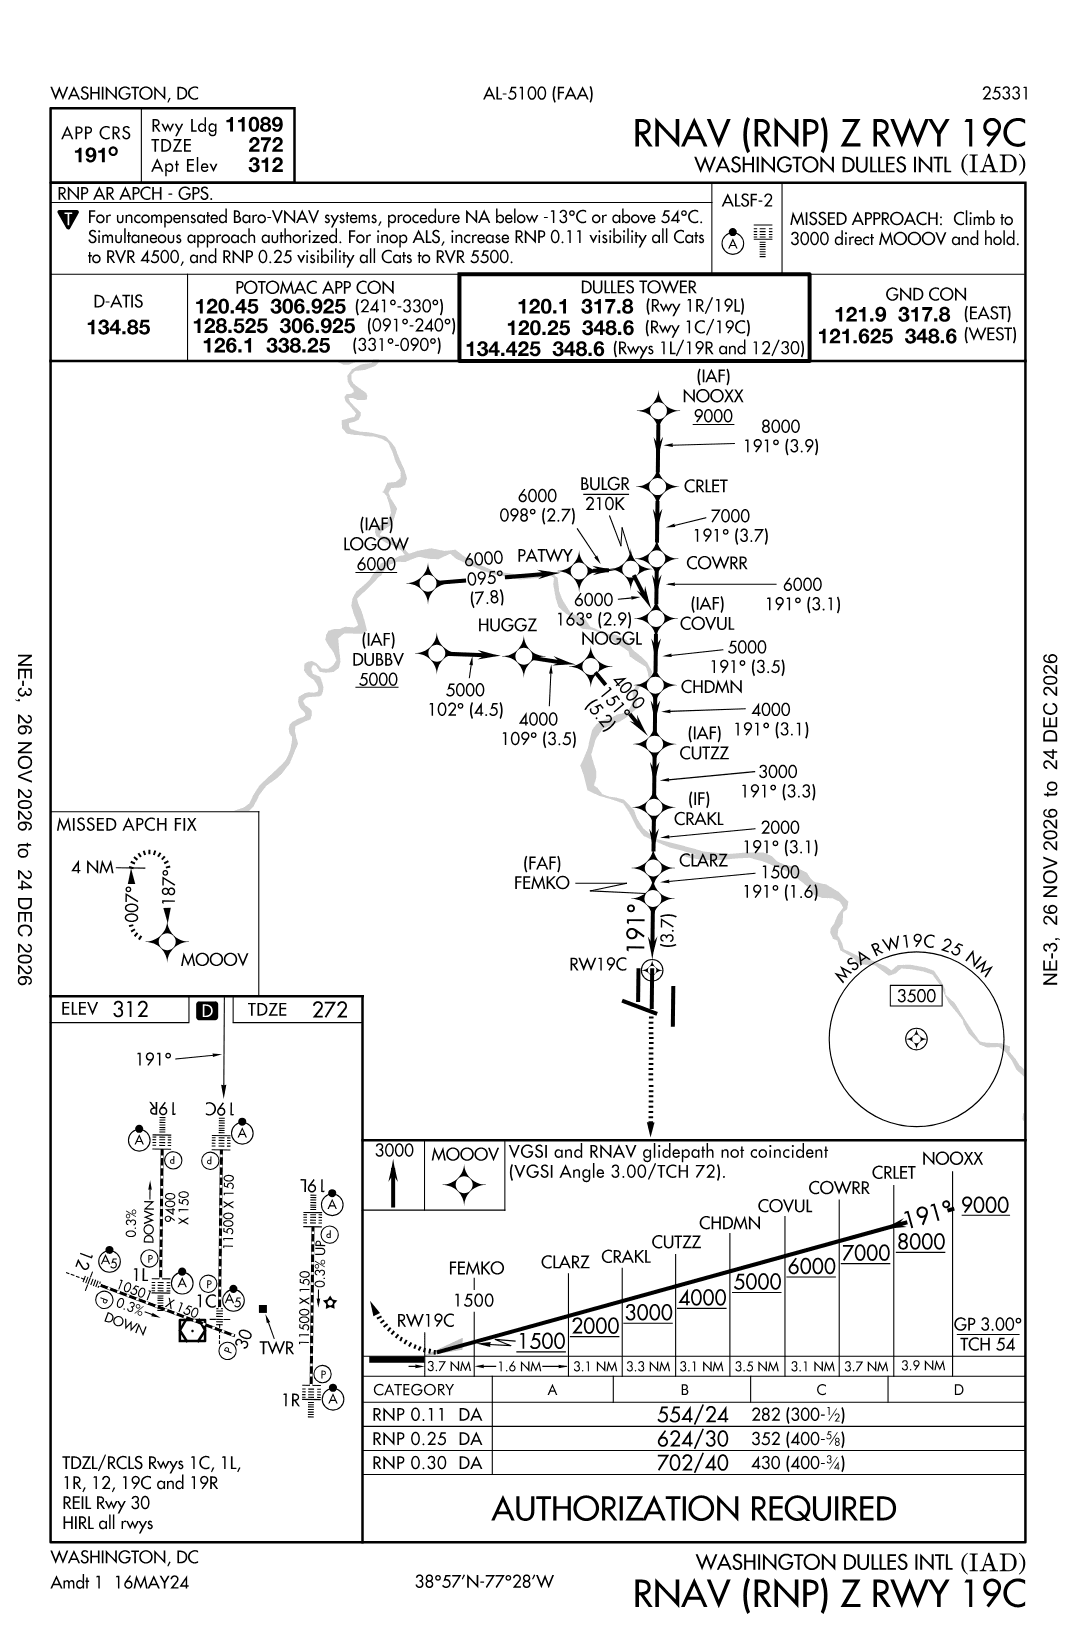 WASHINGTON, DC
AL-5100 (FAA)
25331
APP CRS
191°
Rwy Ldg 11089
TDZE 272
Apt Elev 312
RNAV (RNP) Z RWY 19C
WASHINGTON DULLES INTL (IAD)
RNP AR APCH - GPS.
T For uncompensated Baro-VNAV systems, procedure NA below -13°C or above 54°C.
Simultaneous approach authorized. For inop ALS, increase RNP 0.11 visibility all Cats
to RVR 4500, and RNP 0.25 visibility all Cats to RVR 5500.
ALSF-2
A
MISSED APPROACH: Climb to
3000 direct MOOOV and hold.
D-ATIS
134.85
POTOMAC APP CON
120.45 306.925 (241°-330°)
128.525 306.925 (091°-240°)
126.1 338.25 (331°-090°)
DULLES TOWER
120.1 317.8 (Rwy 1R/19L)
120.25 348.6 (Rwy 1C/19C)
134.425 348.6 (Rwys 1L/19R and 12/30)
GND CON
121.9 317.8 (EAST)
121.625 348.6 (WEST)
(IAF)
NOOXX
9000
8000
191° (3.9)
CRLET
7000
191° (3.7)
COWRR
6000
191° (3.1)
BULGR
210K
6000
098° (2.7)
PATWY
(IAF)
LOGOW
6000
6000
095°
(7.8)
6000
163° (2.9)
(IAF)
COVUL
5000
191° (3.5)
CHDMN
HUGGZ
NOGGL
(IAF)
DUBBV
5000
5000
102° (4.5)
4000
109° (3.5)
4000
151°
(5.2)
4000
191° (3.1)
(IAF)
CUTZZ
3000
191° (3.3)
(IF)
CRAKL
2000
191° (3.1)
CLARZ
1500
191° (1.6)
(FAF)
FEMKO
191°
(3.7)
RW19C
MISSED APCH FIX
4 NM
007°
187°
MOOOV
MSA RW19C 25 NM
3500
NE-3, 26 NOV 2026 to 24 DEC 2026
NE-3, 26 NOV 2026 to 24 DEC 2026
ELEV 312
D
TDZE 272
191°
19R
19C
A
A
P
P
0.3%
DOWN
9400
X 150
11500 X 150
19L
A
P
0.3% UP
11500 X 150
12
A5
P
10501 X 150
0.3%
DOWN
P
1L
A
P
1C
A5
P
30
TWR
P
1R
A
TDZL/RCLS Rwys 1C, 1L,
1R, 12, 19C and 19R
REIL Rwy 30
HIRL all rwys
3000
MOOOV
VGSI and RNAV glidepath not coincident
(VGSI Angle 3.00/TCH 72).
NOOXX
CRLET
COWRR
COVUL
CHDMN
CUTZZ
CRAKL
CLARZ
FEMKO
1500
RW19C
191°
9000
8000
7000
6000
5000
4000
3000
2000
1500
GP 3.00°
TCH 54
3.7 NM
1.6 NM
3.1 NM
3.3 NM
3.1 NM
3.5 NM
3.1 NM
3.7 NM
3.9 NM
CATEGORY A B C D
RNP 0.11 DA 554/24 282 (300-½)
RNP 0.25 DA 624/30 352 (400-⅝)
RNP 0.30 DA 702/40 430 (400-¾)
AUTHORIZATION REQUIRED
WASHINGTON, DC
Amdt 1 16MAY24
38°57'N-77°28'W
WASHINGTON DULLES INTL (IAD)
RNAV (RNP) Z RWY 19C